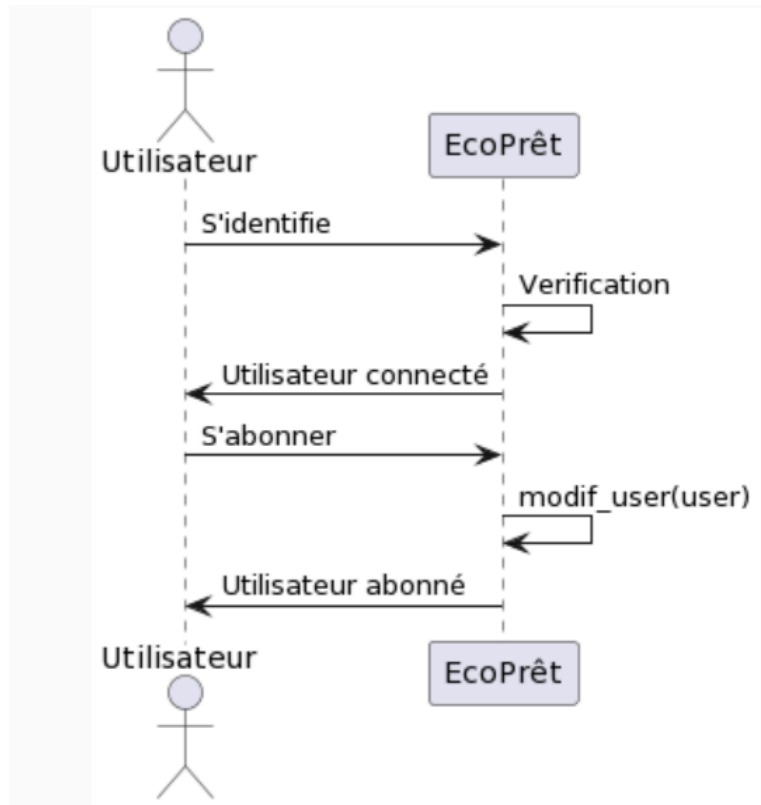 Utilisateur
EcoPrêt
S'identifie
Verification
Utilisateur connecté
S'abonner
modif_user(user)
Utilisateur abonné
Utilisateur
EcoPrêt